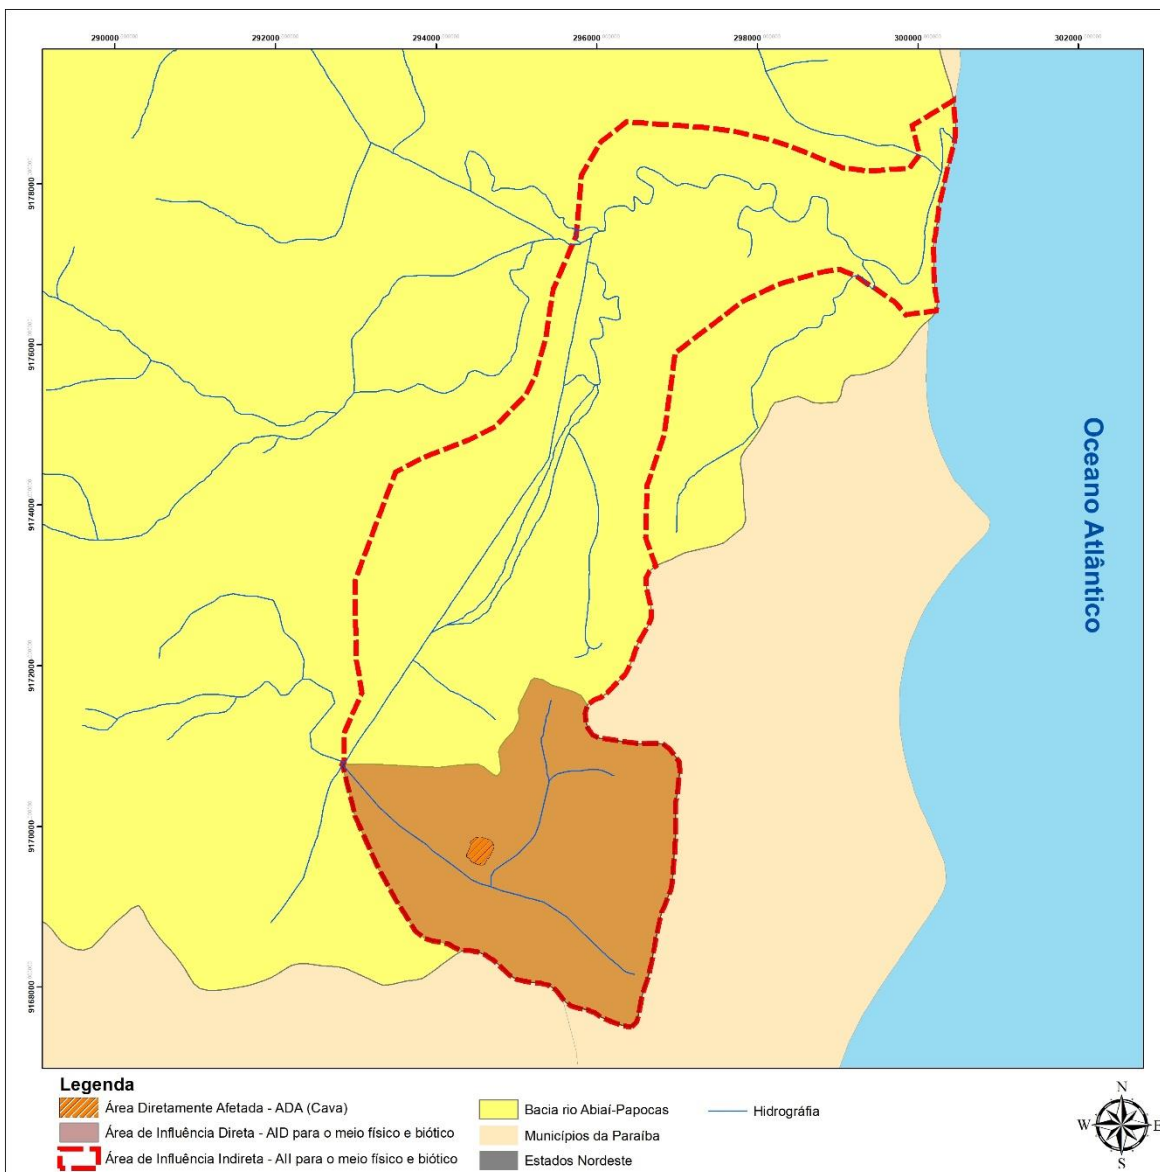 290000 292000 294000 296000 298000 300000 302000
9178000
9176000
9174000
9172000
9170000
9168000
Oceano Atlântico
Legenda
Área Diretamente Afetada - ADA (Cava)
Área de Influência Direta - AID para o meio físico e biótico
Área de Influência Indireta - AII para o meio físico e biótico
Bacia rio Abiaí-Papocas
Municípios da Paraíba
Estados Nordeste
Hidrográfia
N
W E
S